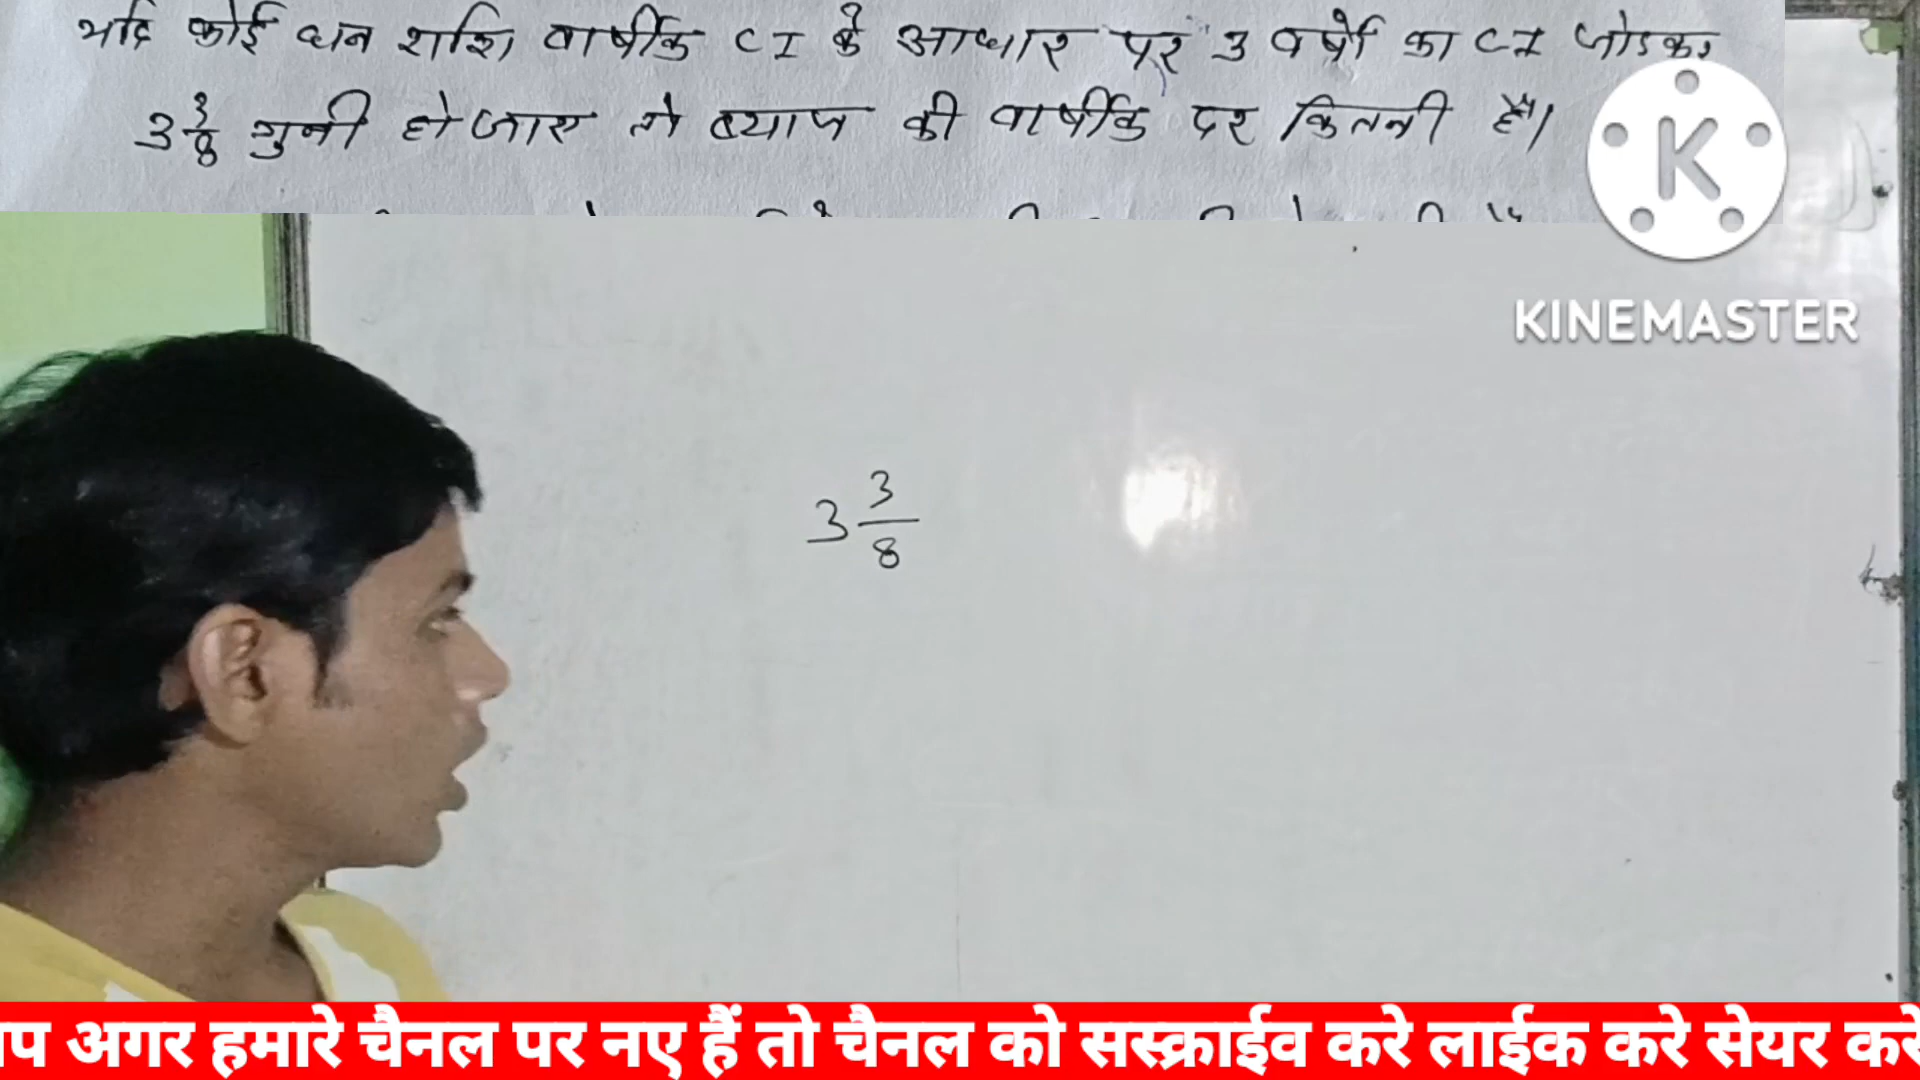 यदि कोई धन राशि वार्षीक CI के आधार पर 3 वर्षो का CI जोडकर
3 3/8 गुनी हो जाए तो ब्याज की वार्षीक दर कितनी है।
KINEMASTER
3 3/8
अगर हमारे चैनल पर नए हैं तो चैनल को सस्क्राईव करे लाईक करे सेयर करे